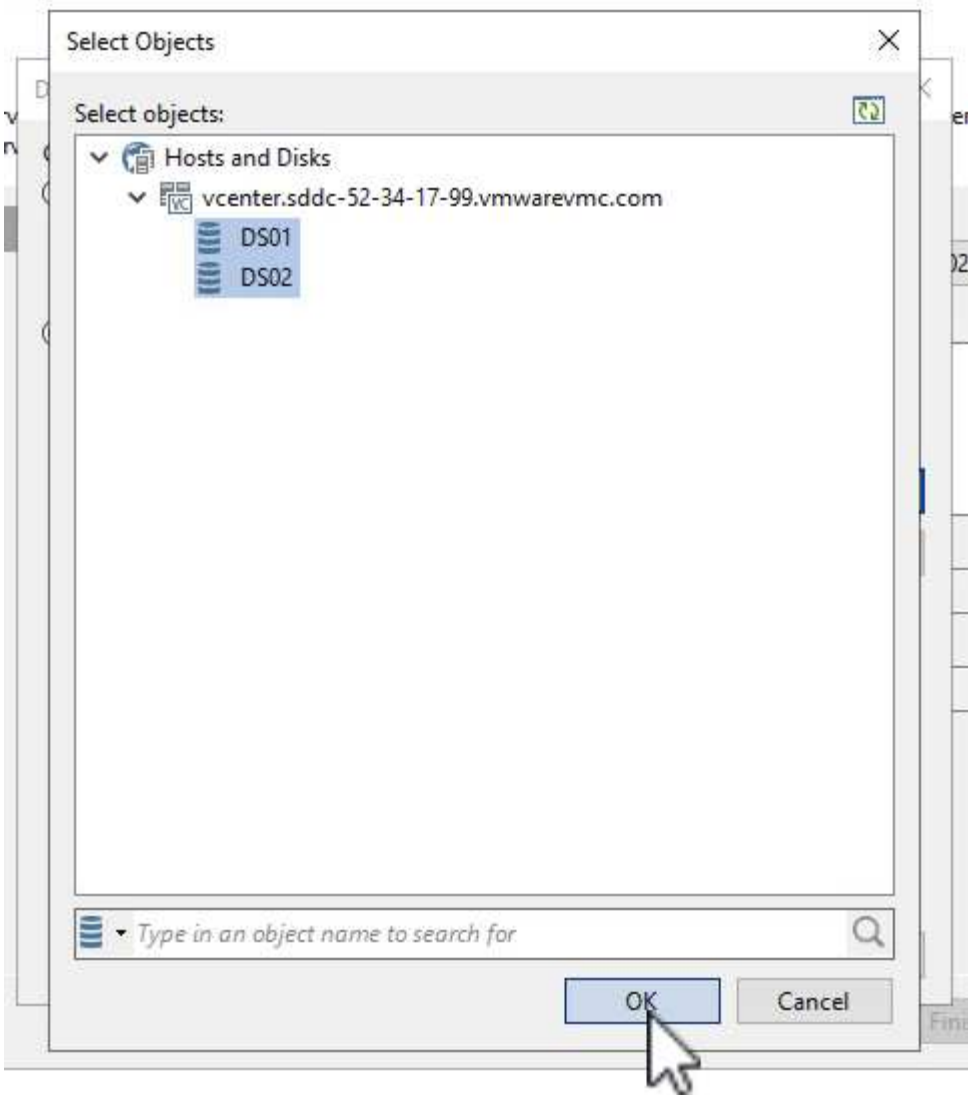 Select Objects
Select objects:
Hosts and Disks
VC vcenter.sddc-52-34-17-99.vmwarevmc.com
DS01
DS02
Type in an object name to search for
OK Cancel